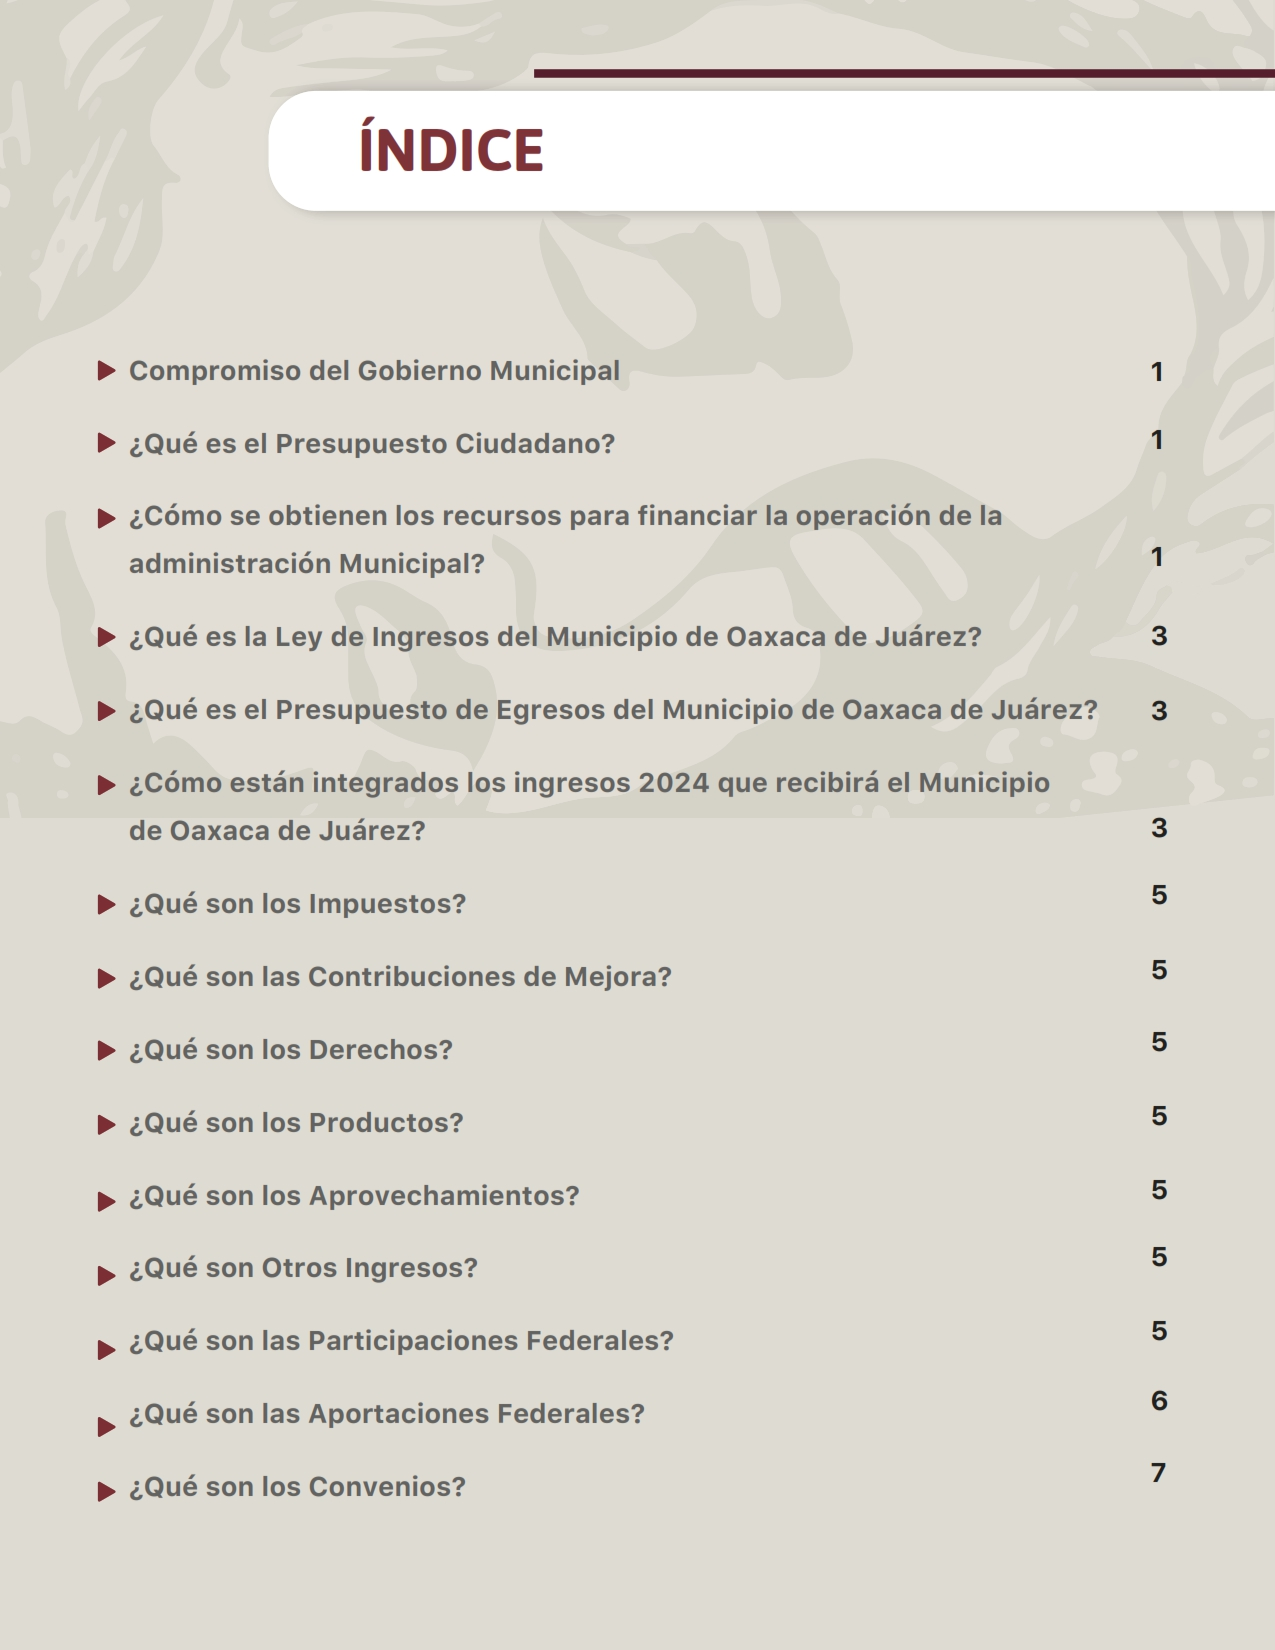 ÍNDICE
Compromiso del Gobierno Municipal 1
¿Qué es el Presupuesto Ciudadano? 1
¿Cómo se obtienen los recursos para financiar la operación de la
administración Municipal? 1
¿Qué es la Ley de Ingresos del Municipio de Oaxaca de Juárez? 3
¿Qué es el Presupuesto de Egresos del Municipio de Oaxaca de Juárez? 3
¿Cómo están integrados los ingresos 2024 que recibirá el Municipio
de Oaxaca de Juárez? 3
¿Qué son los Impuestos? 5
¿Qué son las Contribuciones de Mejora? 5
¿Qué son los Derechos? 5
¿Qué son los Productos? 5
¿Qué son los Aprovechamientos? 5
¿Qué son Otros Ingresos? 5
¿Qué son las Participaciones Federales? 5
¿Qué son las Aportaciones Federales? 6
¿Qué son los Convenios? 7